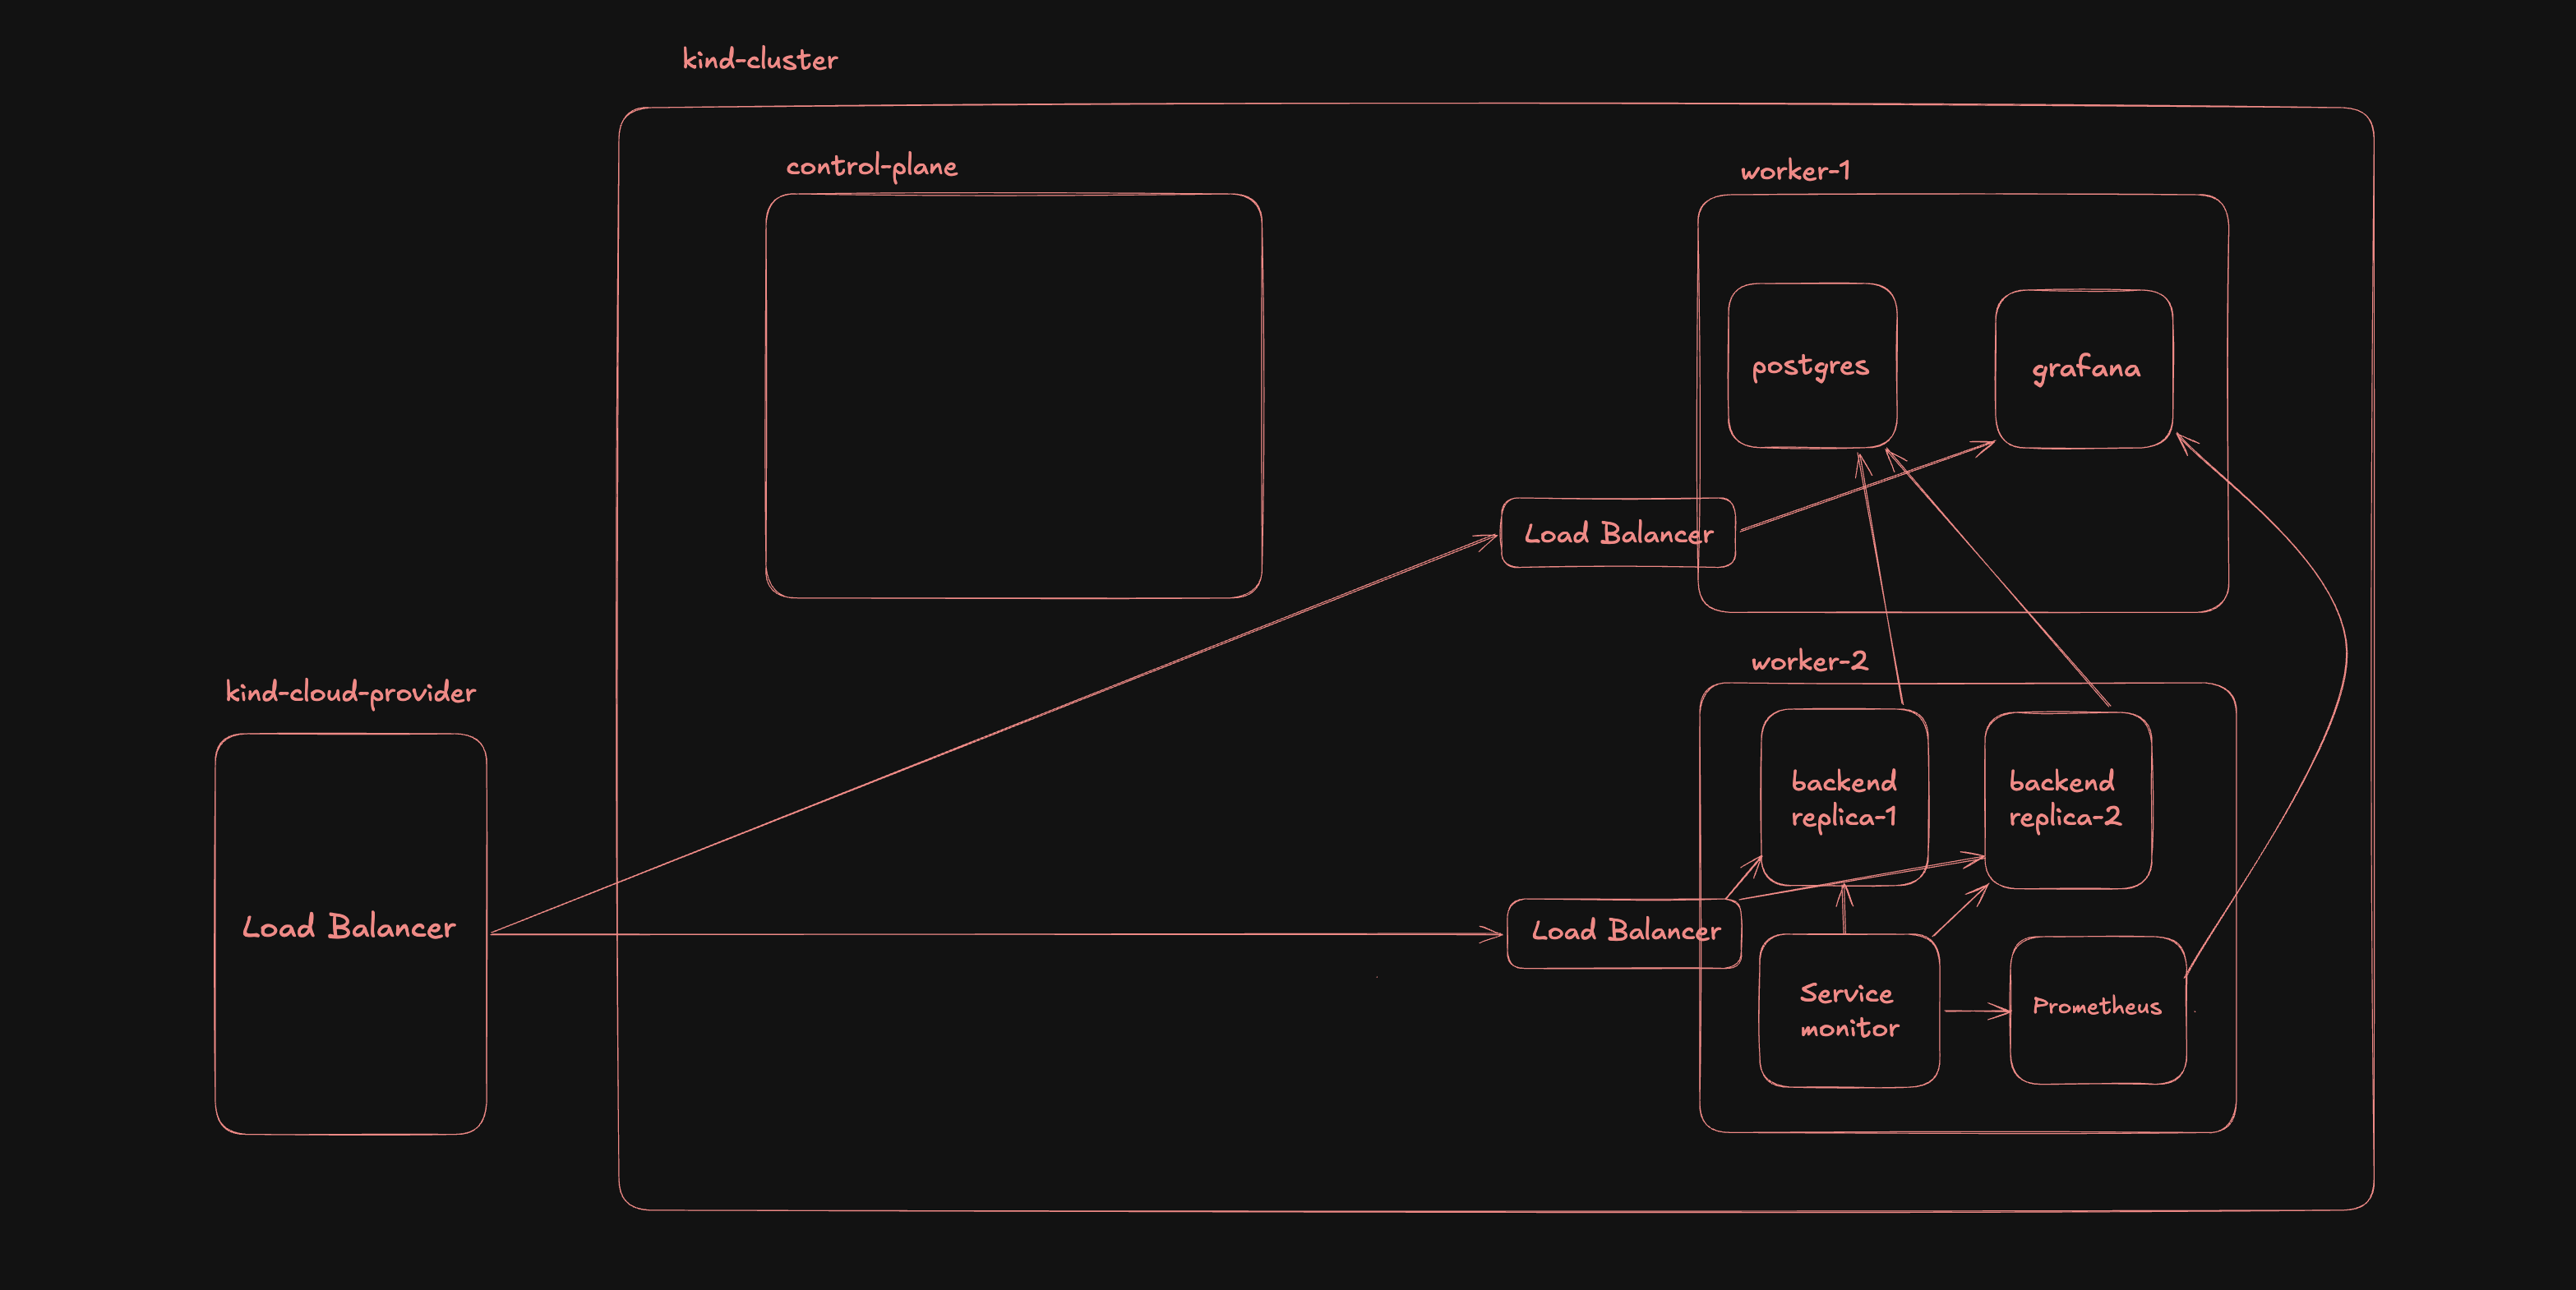 kind-cluster
control-plane
worker-1
postgres
grafana
Load Balancer
worker-2
kind-cloud-provider
backend
replica-1
backend
replica-2
Load Balancer
Load Balancer
Service
monitor
Prometheus